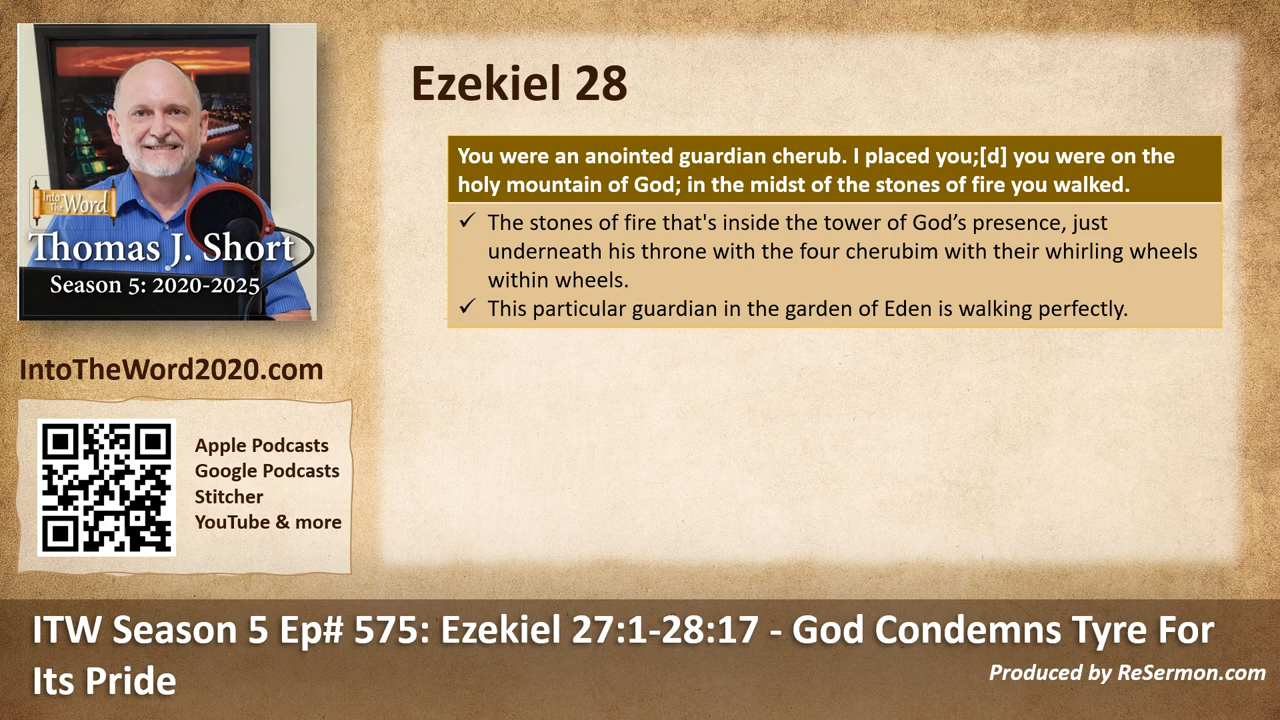 Into
The Word
Thomas J. Short
Season 5: 2020-2025
IntoTheWord2020.com
Apple Podcasts
Google Podcasts
Stitcher
YouTube & more
Ezekiel 28
You were an anointed guardian cherub. I placed you;[d] you were on the
holy mountain of God; in the midst of the stones of fire you walked.
✓ The stones of fire that's inside the tower of God’s presence, just
underneath his throne with the four cherubim with their whirling wheels
within wheels.
✓ This particular guardian in the garden of Eden is walking perfectly.
ITW Season 5 Ep# 575: Ezekiel 27:1-28:17 - God Condemns Tyre For
Its Pride
Produced by ReSermon.com